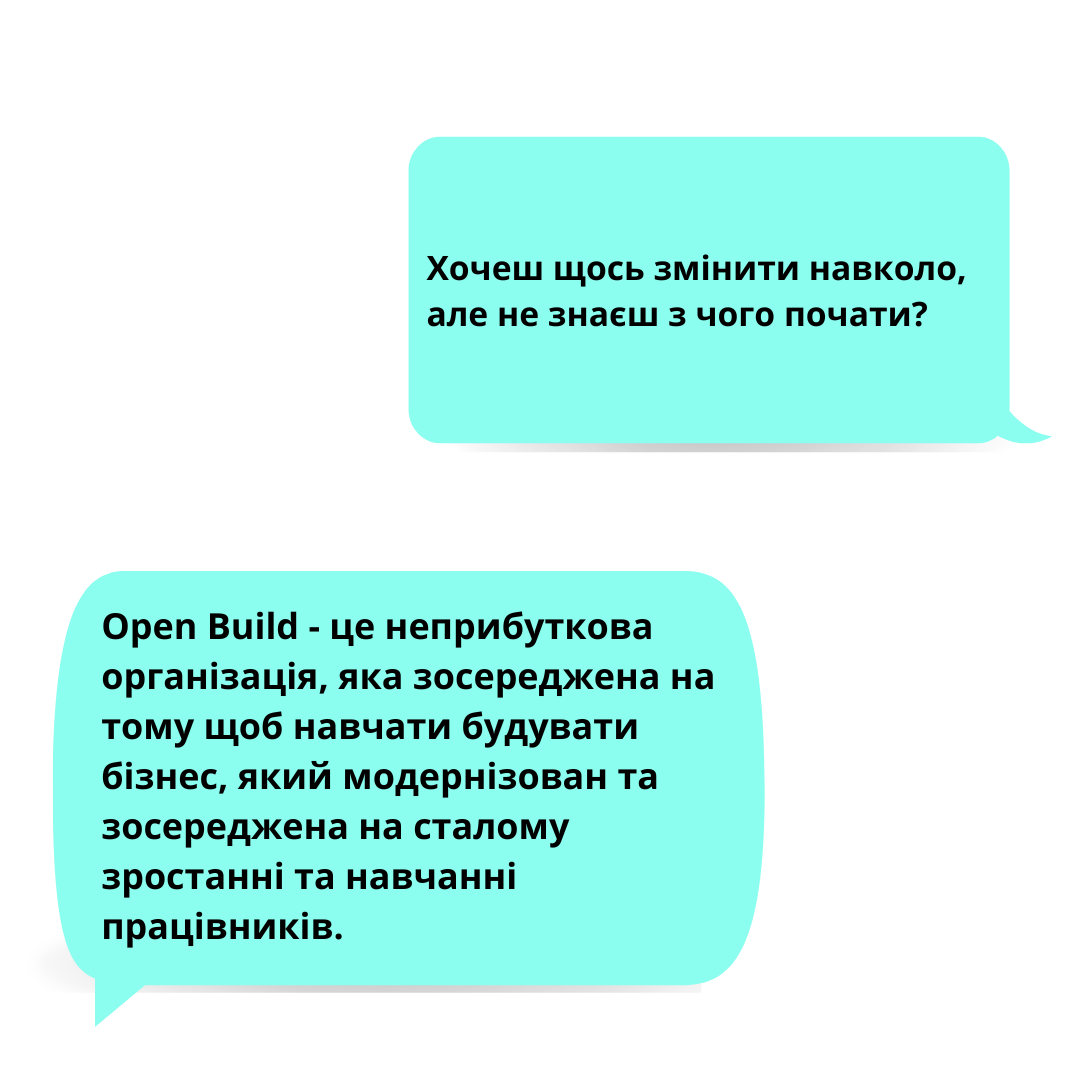 Хочеш щось змінити навколо,
але не знаєш з чого почати?
Open Build - це неприбуткова
організація, яка зосереджена на
тому щоб навчати будувати
бізнес, який модернізован та
зосереджена на сталому
зростанні та навчанні
працівників.